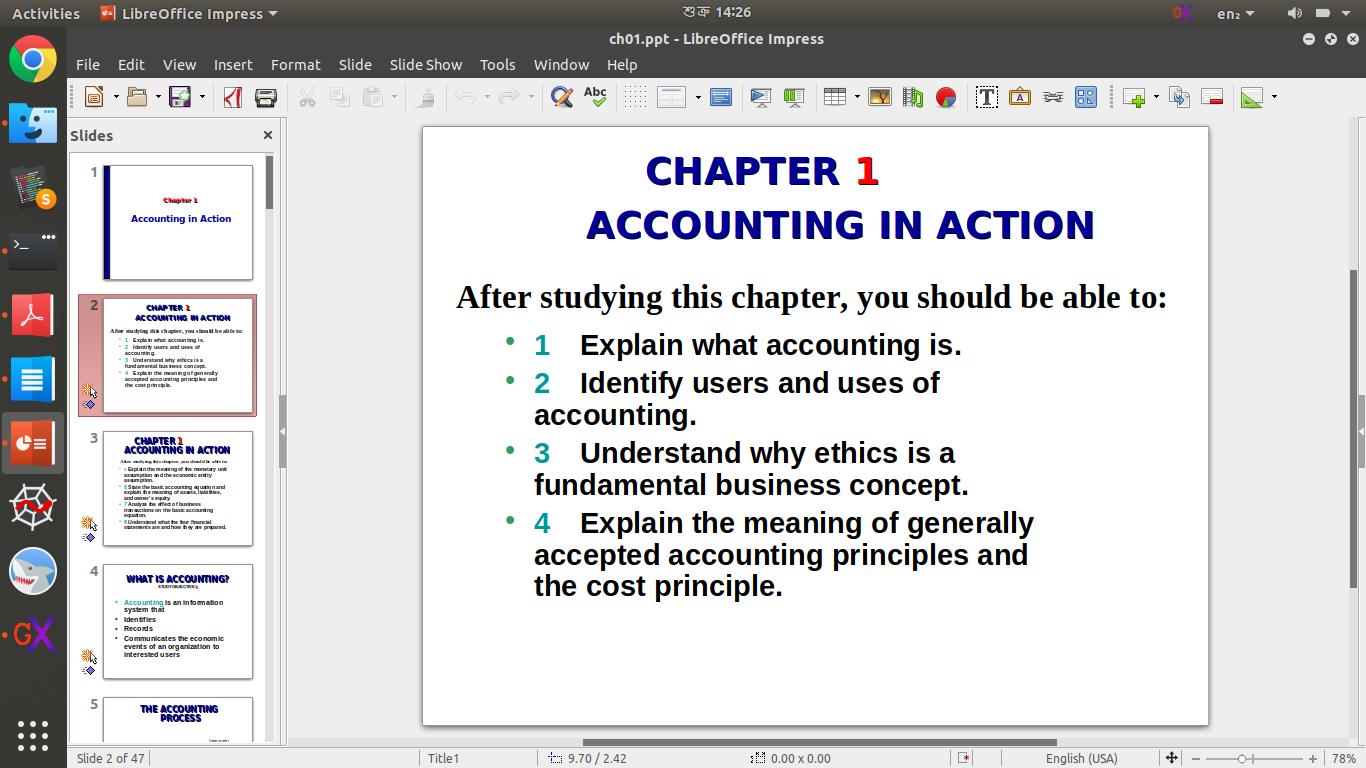 Activities
LibreOffice Impress
শুক্র 14:26
GX
en₂
ch01.ppt - LibreOffice Impress
File
Edit
View
Insert
Format
Slide
Slide Show
Tools
Window
Help
Abc
T
A
Slides
1
Chapter 1
Accounting in Action
2
CHAPTER 1
ACCOUNTING IN ACTION
After studying this chapter, you should be able to:
• 1 Explain what accounting is.
• 2 Identify users and uses of
accounting.
• 3 Understand why ethics is a
fundamental business concept.
• 4 Explain the meaning of generally
accepted accounting principles and
the cost principle.
3
CHAPTER 1
ACCOUNTING IN ACTION
After studying this chapter, you should be able to:
Explain the meaning of the monetary unit
assumption and the economic entity
assumption.
6 State the basic accounting equation and
explain the meaning of assets, liabilities,
and owner's equity.
7 Analyze the effect of business
transactions on the basic accounting
equation.
8 Understand what the four financial
statements are and how they are prepared.
4
WHAT IS ACCOUNTING?
• Accounting is an information
system that
• Identifies
• Records
• Communicates the economic
events of an organization to
interested users
5
THE ACCOUNTING
PROCESS
CHAPTER 1
ACCOUNTING IN ACTION
After studying this chapter, you should be able to:
• 1 Explain what accounting is.
• 2 Identify users and uses of
accounting.
• 3 Understand why ethics is a
fundamental business concept.
• 4 Explain the meaning of generally
accepted accounting principles and
the cost principle.
S
>_
GX
Slide 2 of 47
Title1
9.70 / 2.42
0.00 x 0.00
English (USA)
78%